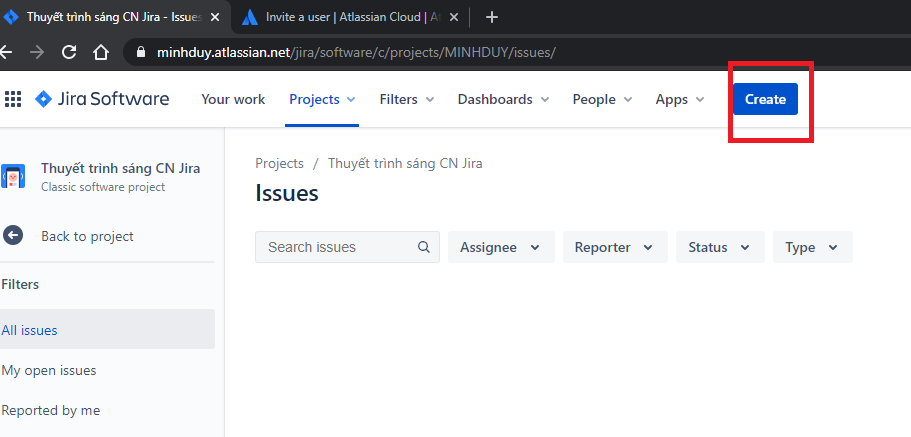 Thuyết trình sáng CN Jira - Issues
Invite a user | Atlassian Cloud | A
minhduy.atlassian.net/jira/software/c/projects/MINHDUY/issues/
Jira Software Your work Projects Filters Dashboards People Apps Create
Thuyết trình sáng CN Jira
Classic software project
Back to project
Filters
All issues
My open issues
Reported by me
Projects / Thuyết trình sáng CN Jira
Issues
Search issues Assignee Reporter Status Type